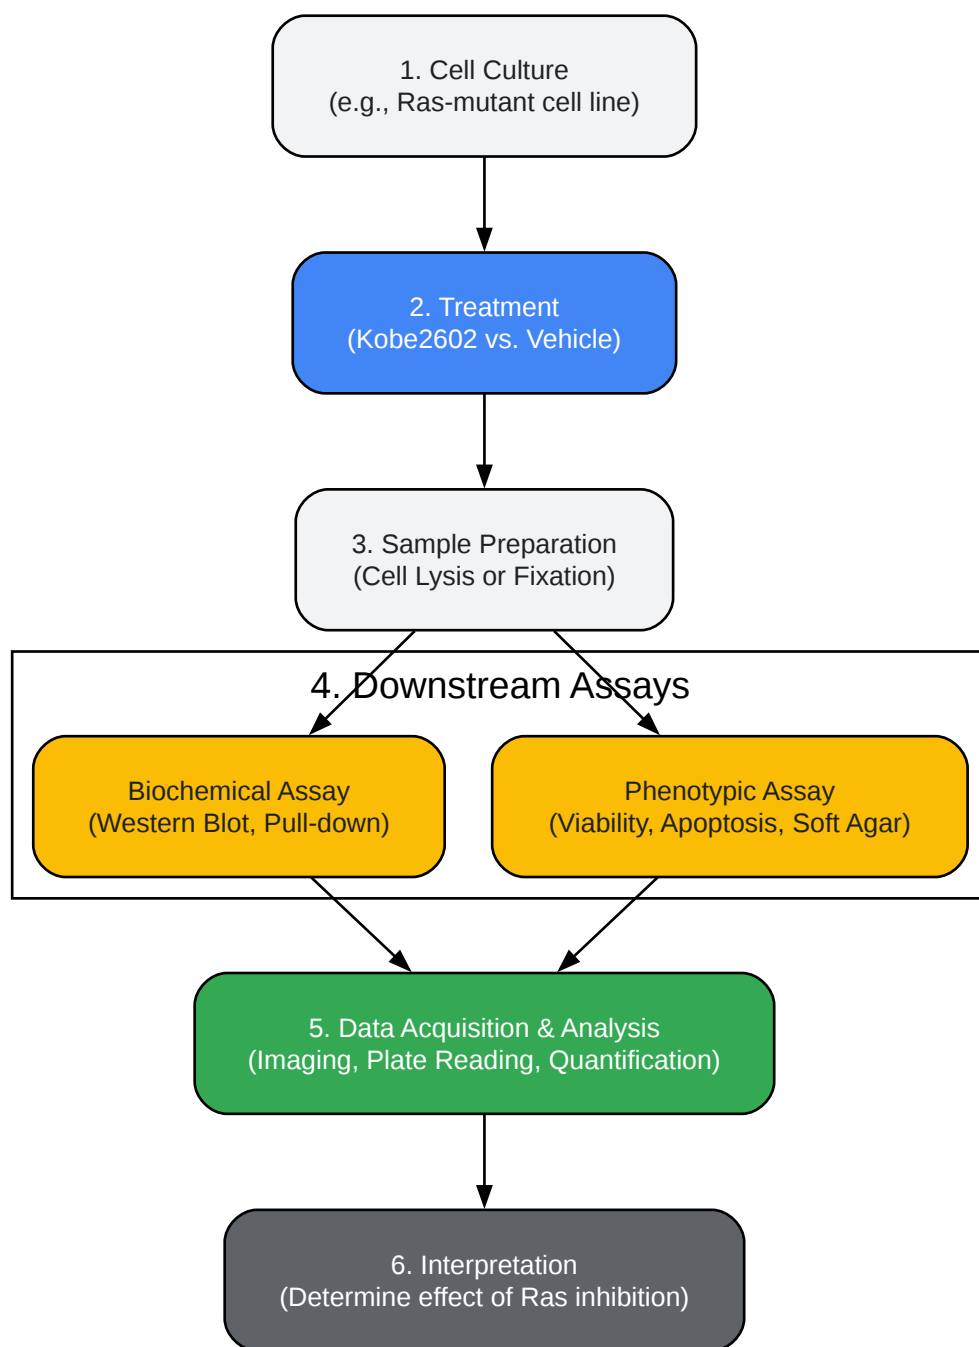 1. Cell Culture
(e.g., Ras-mutant cell line)
2. Treatment
(Kobe2602 vs. Vehicle)
3. Sample Preparation
(Cell Lysis or Fixation)
4. Downstream Assays
Biochemical Assay
(Western Blot, Pull-down)
Phenotypic Assay
(Viability, Apoptosis, Soft Agar)
5. Data Acquisition & Analysis
(Imaging, Plate Reading, Quantification)
6. Interpretation
(Determine effect of Ras inhibition)